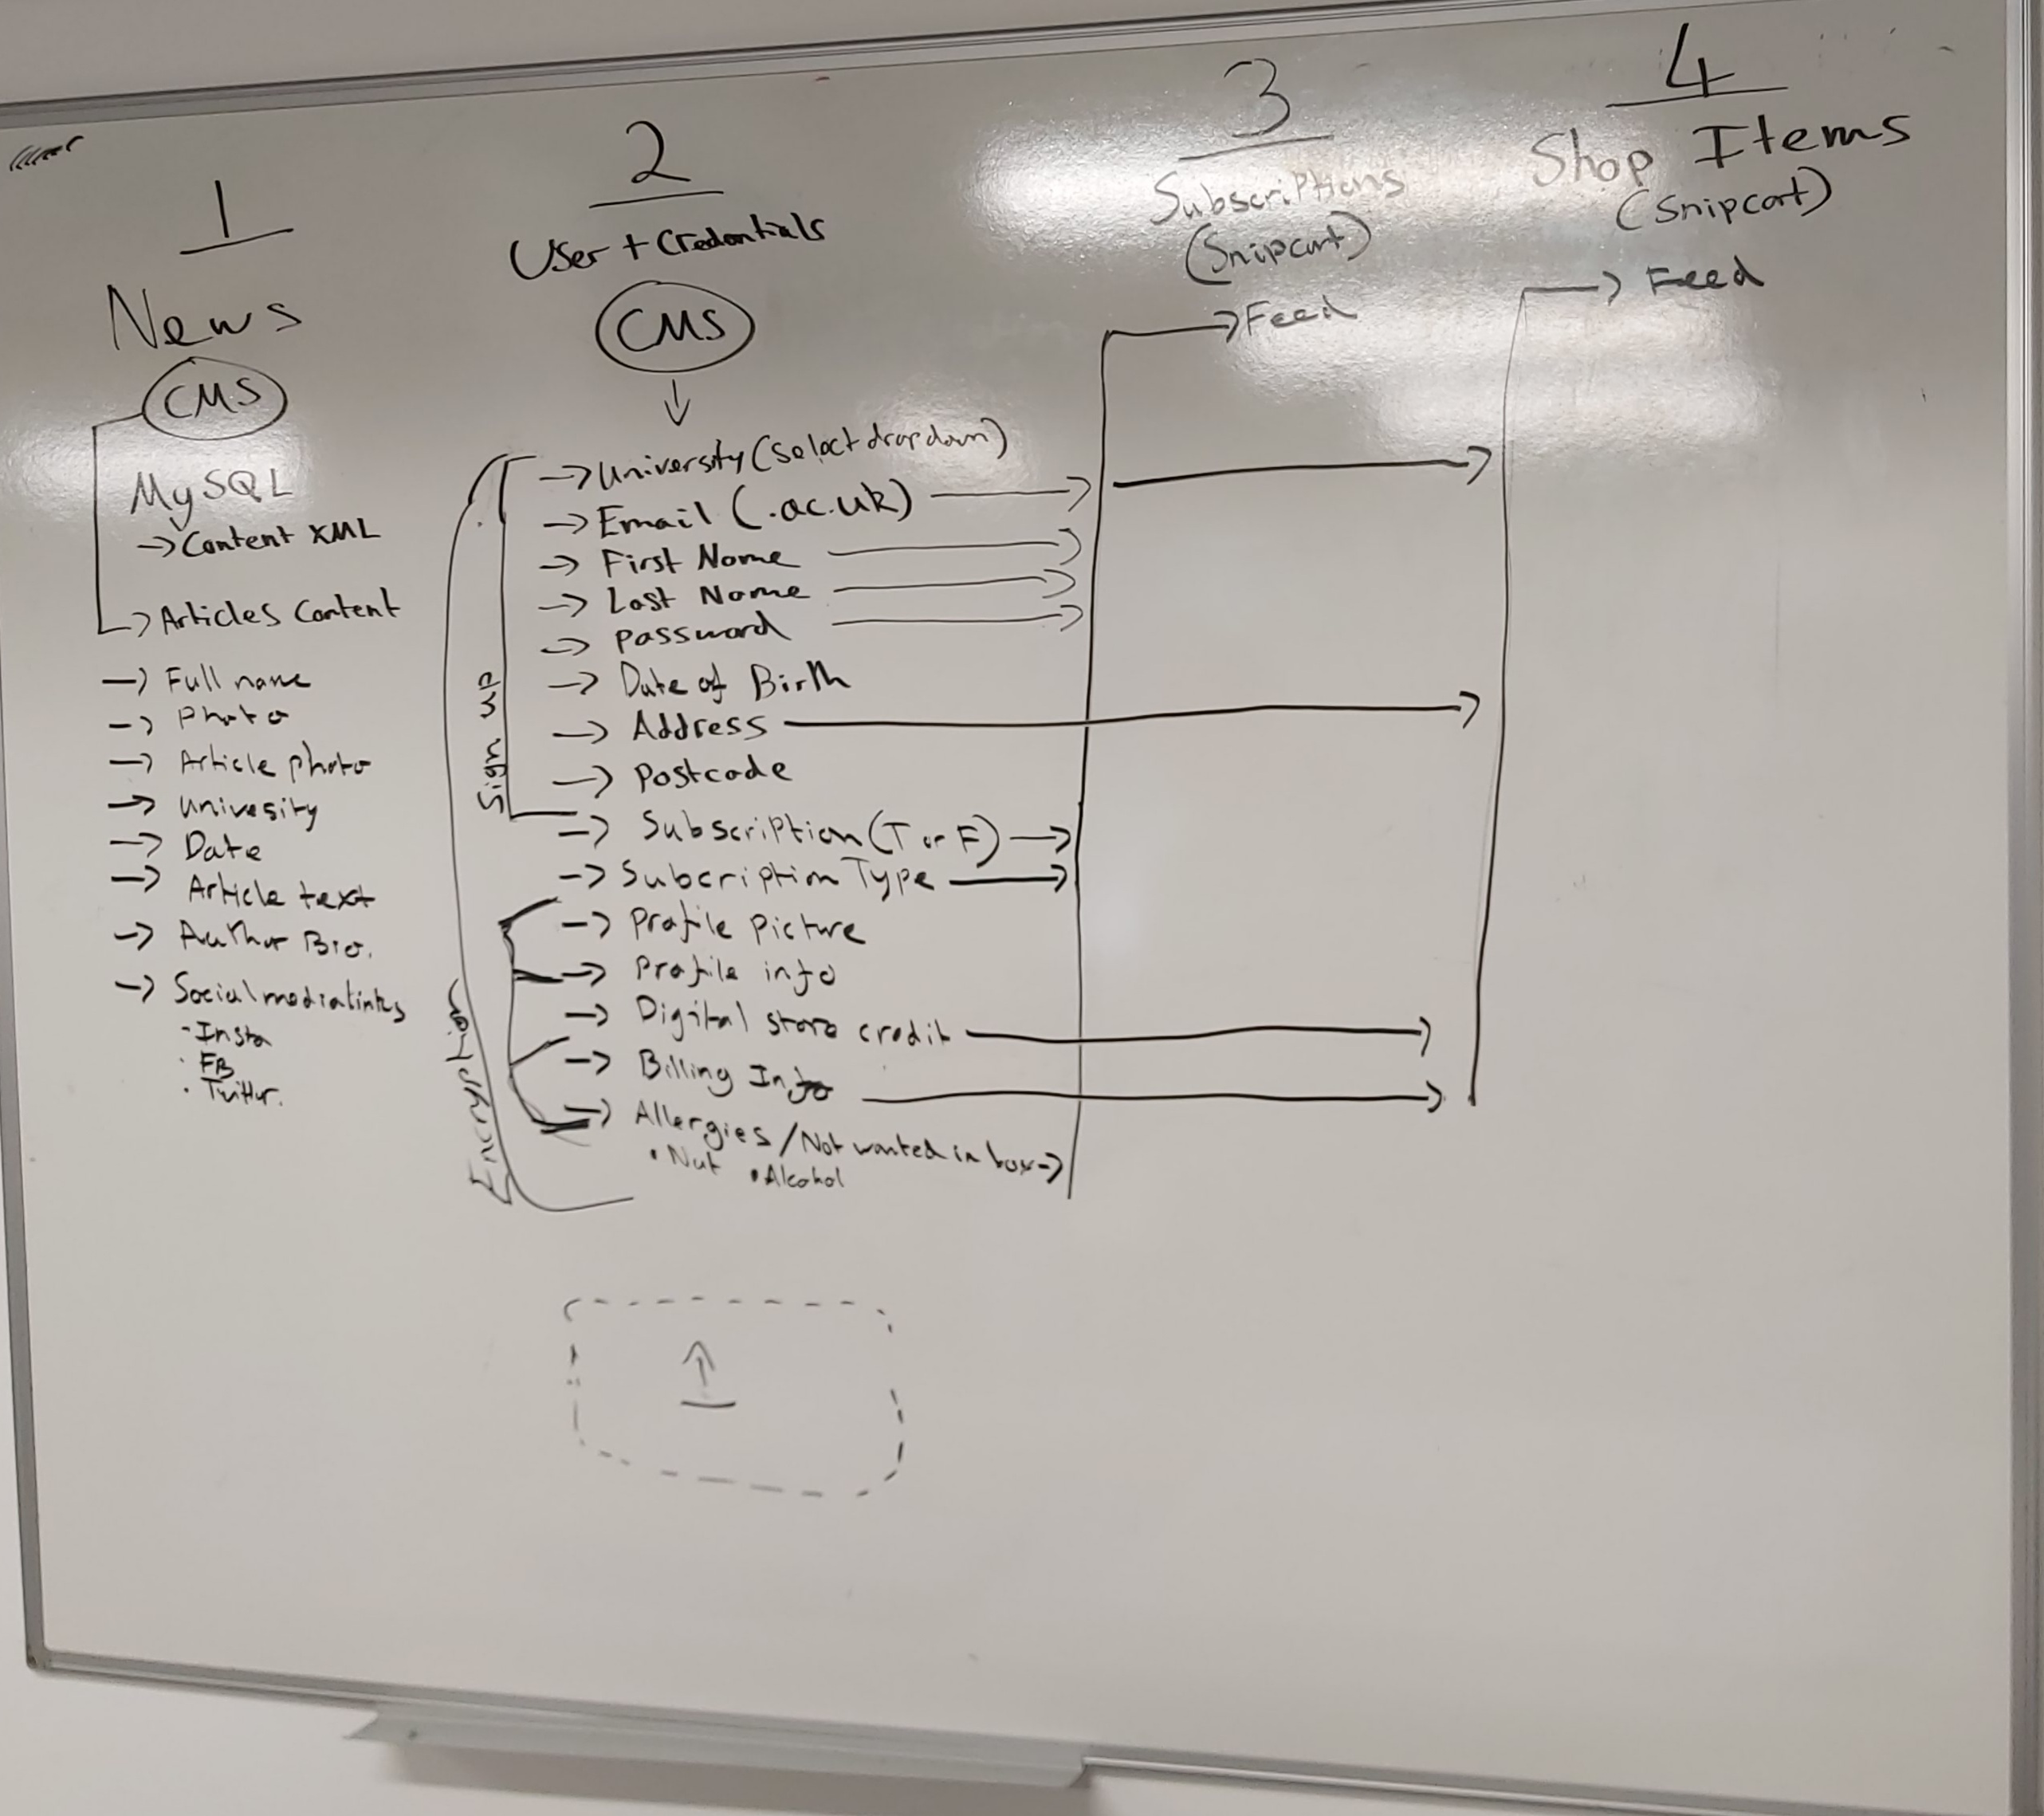 1
News
CMS
MySQL
→ Content XML
→ Articles Content
→ Full name
→ Photo
→ Article photo
→ Univesity
→ Date
→ Article text
→ Author Bio.
→ Social media links
- Insta
· FB
· Twitter.
2
User + Credentials
CMS
↓
→ University (Select dropdown)
→ Email (.ac.uk) →
→ First Name →
→ Last Name →
→ Password →
→ Date of Birth
→ Address →
→ Postcode
→ Subscription (T or F) →
→ Subcription Type →
→ Profile Picture
→ Profile info
→ Digital store credit →
→ Billing Info →
→ Allergies / Not wanted in box →
• Nut • Alcohol
Sign up
Encryption
↑
3
Subscriptions
(Snipcart)
→ Feed
4
Shop Items
(Snipcart)
→ Feed